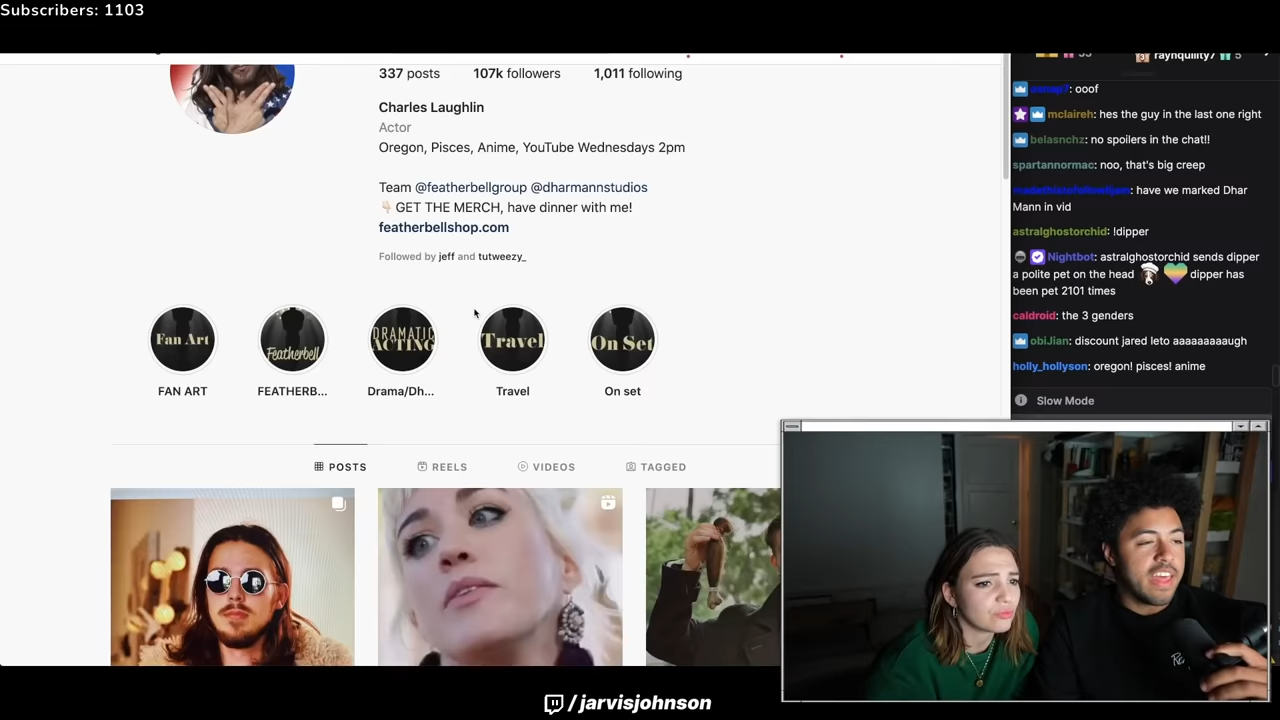 Subscribers: 1103
337 posts 107k followers 1,011 following
Charles Laughlin
Actor
Oregon, Pisces, Anime, YouTube Wednesdays 2pm
Team @featherbellgroup @dharmannstudios
👇🏻 GET THE MERCH, have dinner with me!
featherbellshop.com
Followed by jeff and tutweezy_
Fan Art
Featherbell
DRAMATIC
ACTING
Travel
On Set
FAN ART
FEATHERB...
Drama/Dh...
Travel
On set
POSTS
REELS
VIDEOS
TAGGED
raynquility7 5
: ooof
mclaireh: hes the guy in the last one right
belasnchz: no spoilers in the chat!!
spartannormac: noo, that's big creep
: have we marked Dhar
Mann in vid
astralghostorchid: !dipper
Nightbot: astralghostorchid sends dipper
a polite pet on the head dipper has
been pet 2101 times
caldroid: the 3 genders
obiJian: discount jared leto aaaaaaaaugh
holly_hollyson: oregon! pisces! anime
Slow Mode
/jarvisjohnson